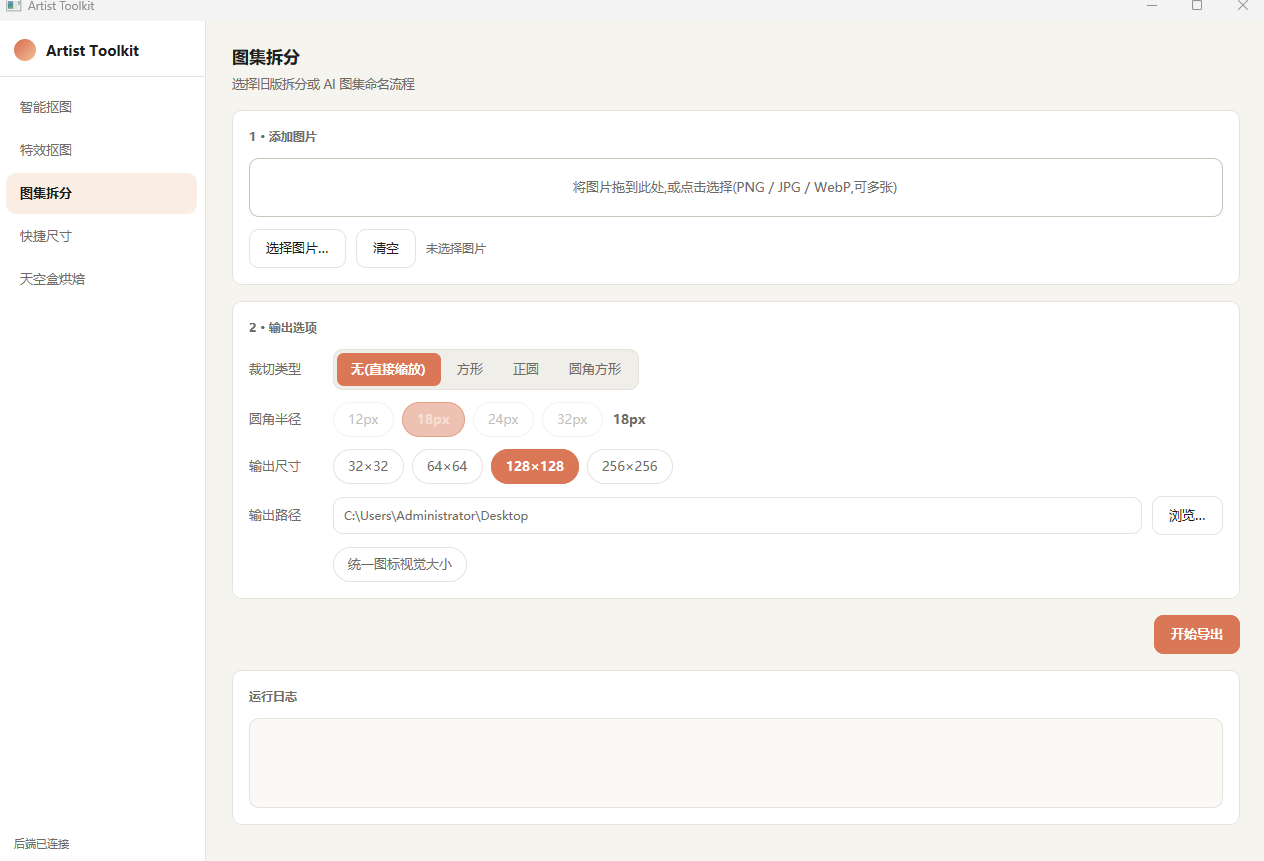 Artist Toolkit
Artist Toolkit
智能抠图
特效抠图
图集拆分
快捷尺寸
天空盒烘焙
后端已连接
图集拆分
选择旧版拆分或 AI 图集命名流程
1 • 添加图片
将图片拖到此处,或点击选择(PNG / JPG / WebP,可多张)
选择图片... 清空 未选择图片
2 • 输出选项
裁切类型 无(直接缩放) 方形 正圆 圆角方形
圆角半径 12px 18px 24px 32px 18px
输出尺寸 32×32 64×64 128×128 256×256
输出路径 C:\Users\Administrator\Desktop 浏览...
统一图标视觉大小
开始导出
运行日志